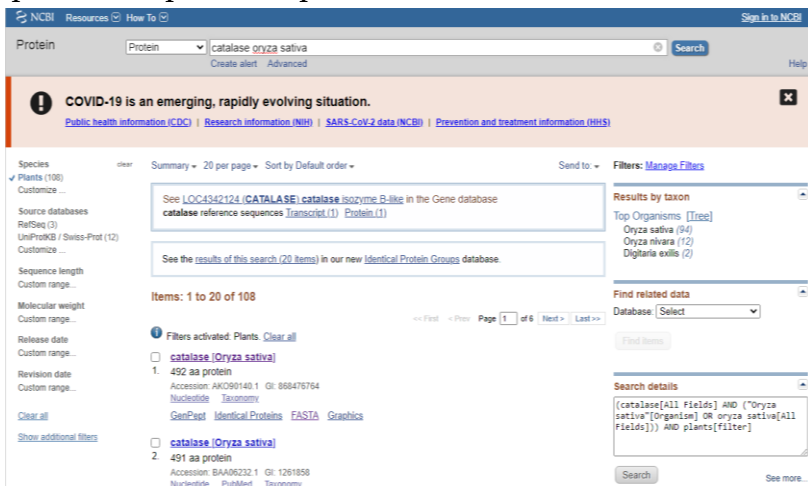 NCBI Resources How To Sign in to NCBI
Protein Protein catalase oryza sativa Search
Create alert Advanced Help
COVID-19 is an emerging, rapidly evolving situation.
Public health information (CDC) | Research information (NIH) | SARS-CoV-2 data (NCBI) | Prevention and treatment information (HHS)
Species clear
Plants (108)
Customize ...
Source databases
RefSeq (3)
UniProtKB / Swiss-Prot (12)
Customize ...
Sequence length
Custom range...
Molecular weight
Custom range...
Release date
Custom range...
Revision date
Custom range...
Clear all
Show additional filters
Summary 20 per page Sort by Default order Send to:
See LOC4342124 (CATALASE) catalase isozyme B-like in the Gene database
catalase reference sequences Transcript (1) Protein (1)
See the results of this search (20 items) in our new Identical Protein Groups database.
Items: 1 to 20 of 108
<< First < Prev Page 1 of 6 Next > Last >>
Filters activated: Plants. Clear all
catalase [Oryza sativa]
1. 492 aa protein
Accession: AKO90140.1 GI: 868476764
Nucleotide Taxonomy
GenPept Identical Proteins FASTA Graphics
catalase [Oryza sativa]
2. 491 aa protein
Accession: BAA06232.1 GI: 1261858
Nucleotide PubMed Taxonomy
Filters: Manage Filters
Results by taxon
Top Organisms [Tree]
Oryza sativa (94)
Oryza nivara (12)
Digitaria exilis (2)
Find related data
Database: Select
Find items
Search details
(catalase[All Fields] AND ("Oryza
sativa"[Organism] OR oryza sativa[All
Fields])) AND plants[filter]
Search See more...